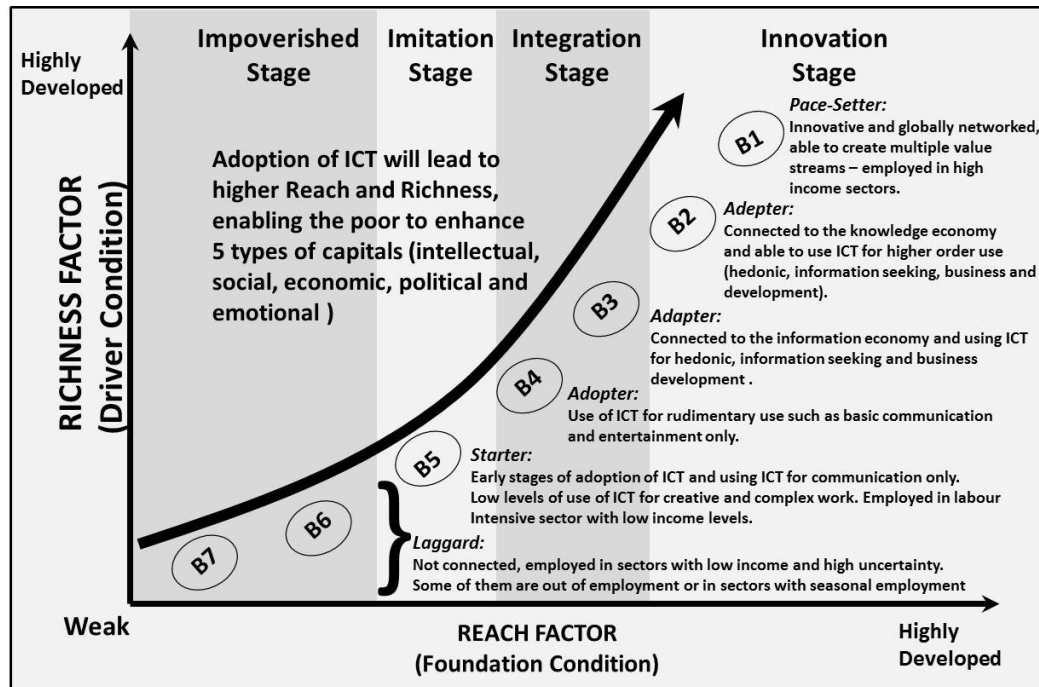 Impoverished
Stage
Imitation
Stage
Integration
Stage
Innovation
Stage
Highly
Developed
RICHNESS FACTOR
(Driver Condition)
Adoption of ICT will lead to
higher Reach and Richness,
enabling the poor to enhance
5 types of capitals (intellectual,
social, economic, political and
emotional )
B1
Pace-Setter:
Innovative and globally networked,
able to create multiple value
streams – employed in high
income sectors.
B2
Adepter:
Connected to the knowledge economy
and able to use ICT for higher order use
(hedonic, information seeking, business and
development).
B3
Adapter:
Connected to the information economy and using ICT
for hedonic, information seeking and business
development .
B4
Adopter:
Use of ICT for rudimentary use such as basic communication
and entertainment only.
B5
Starter:
Early stages of adoption of ICT and using ICT for communication only.
Low levels of use of ICT for creative and complex work. Employed in labour
Intensive sector with low income levels.
B6
B7
Laggard:
Not connected, employed in sectors with low income and high uncertainty.
Some of them are out of employment or in sectors with seasonal employment
Weak
REACH FACTOR
(Foundation Condition)
Highly
Developed